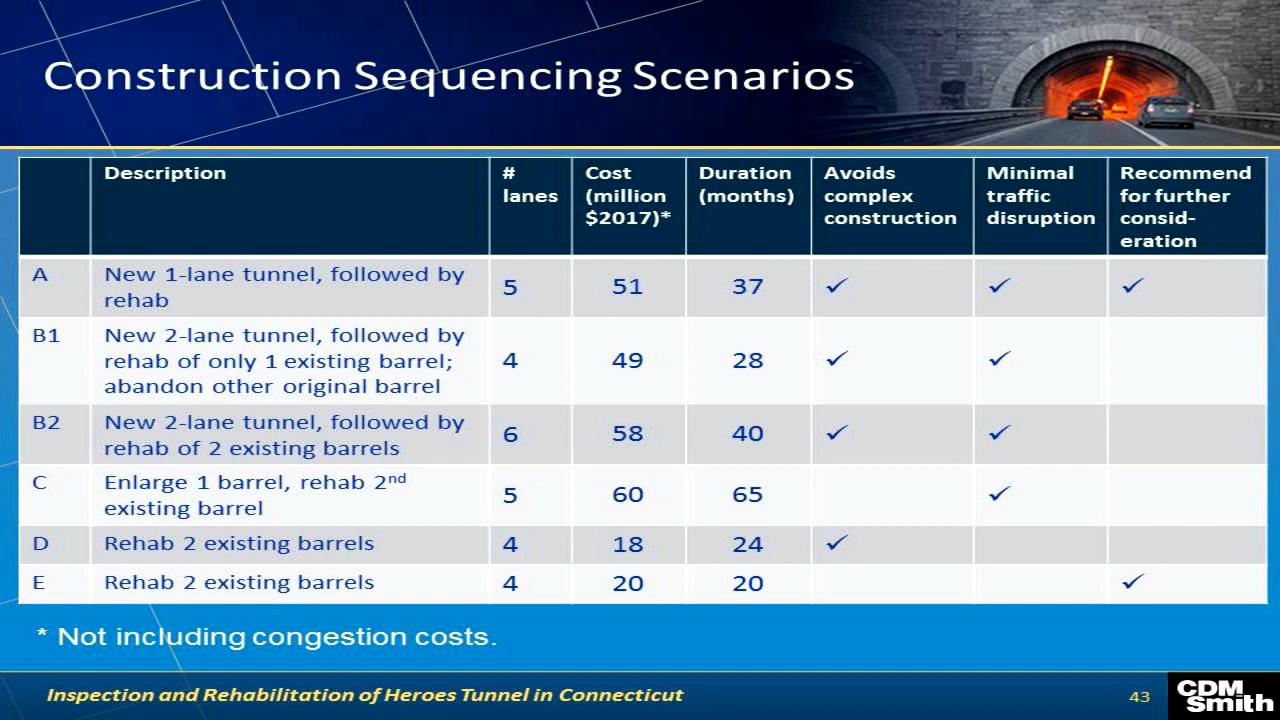 Construction Sequencing Scenarios
Description # lanes Cost (million $2017)* Duration (months) Avoids complex construction Minimal traffic disruption Recommend for further consid-eration
A New 1-lane tunnel, followed by rehab 5 51 37 ✓ ✓ ✓
B1 New 2-lane tunnel, followed by rehab of only 1 existing barrel; abandon other original barrel 4 49 28 ✓ ✓
B2 New 2-lane tunnel, followed by rehab of 2 existing barrels 6 58 40 ✓ ✓
C Enlarge 1 barrel, rehab 2nd existing barrel 5 60 65 ✓
D Rehab 2 existing barrels 4 18 24 ✓
E Rehab 2 existing barrels 4 20 20 ✓
* Not including congestion costs.
Inspection and Rehabilitation of Heroes Tunnel in Connecticut 43
CDM
Smith